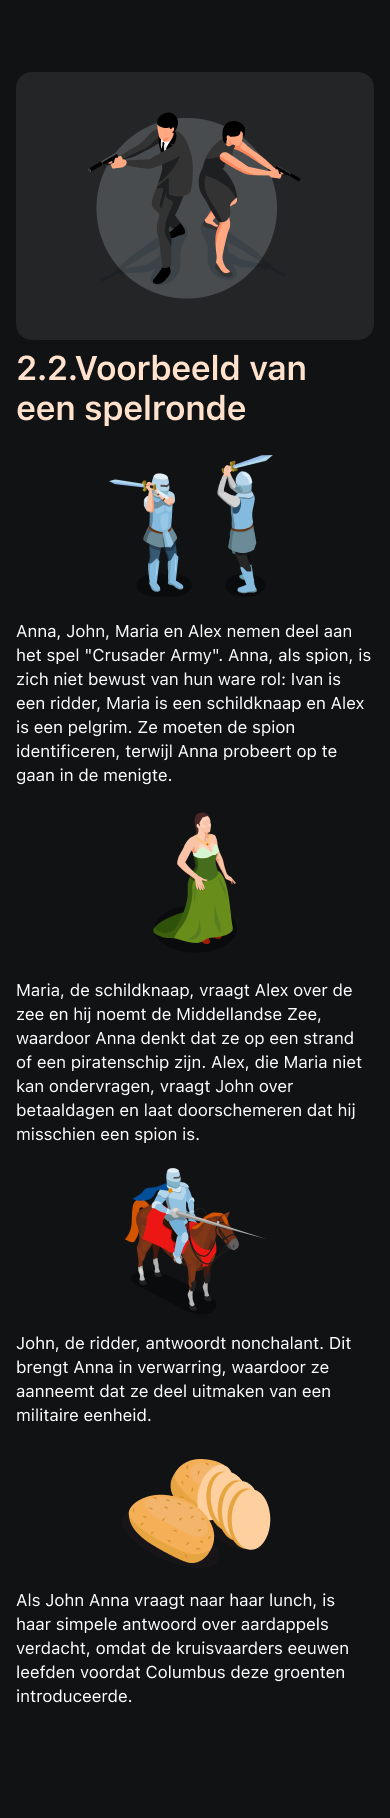 2.2.Voorbeeld van
een spelronde
Anna, John, Maria en Alex nemen deel aan
het spel "Crusader Army". Anna, als spion, is
zich niet bewust van hun ware rol: Ivan is
een ridder, Maria is een schildknaap en Alex
is een pelgrim. Ze moeten de spion
identificeren, terwijl Anna probeert op te
gaan in de menigte.
Maria, de schildknaap, vraagt Alex over de
zee en hij noemt de Middellandse Zee,
waardoor Anna denkt dat ze op een strand
of een piratenschip zijn. Alex, die Maria niet
kan ondervragen, vraagt John over
betaaldagen en laat doorschemeren dat hij
misschien een spion is.
John, de ridder, antwoordt nonchalant. Dit
brengt Anna in verwarring, waardoor ze
aanneemt dat ze deel uitmaken van een
militaire eenheid.
Als John Anna vraagt naar haar lunch, is
haar simpele antwoord over aardappels
verdacht, omdat de kruisvaarders eeuwen
leefden voordat Columbus deze groenten
introduceerde.